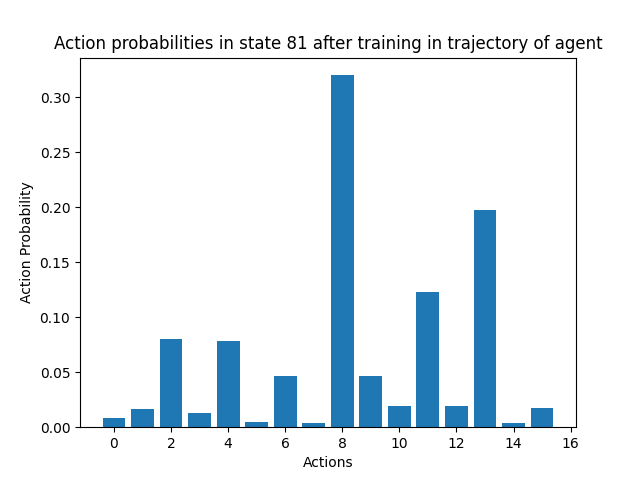 Action probabilities in state 81 after training in trajectory of agent
0.30
0.25
0.20
0.15
0.10
0.05
0.00
Action Probability
0 2 4 6 8 10 12 14 16
Actions